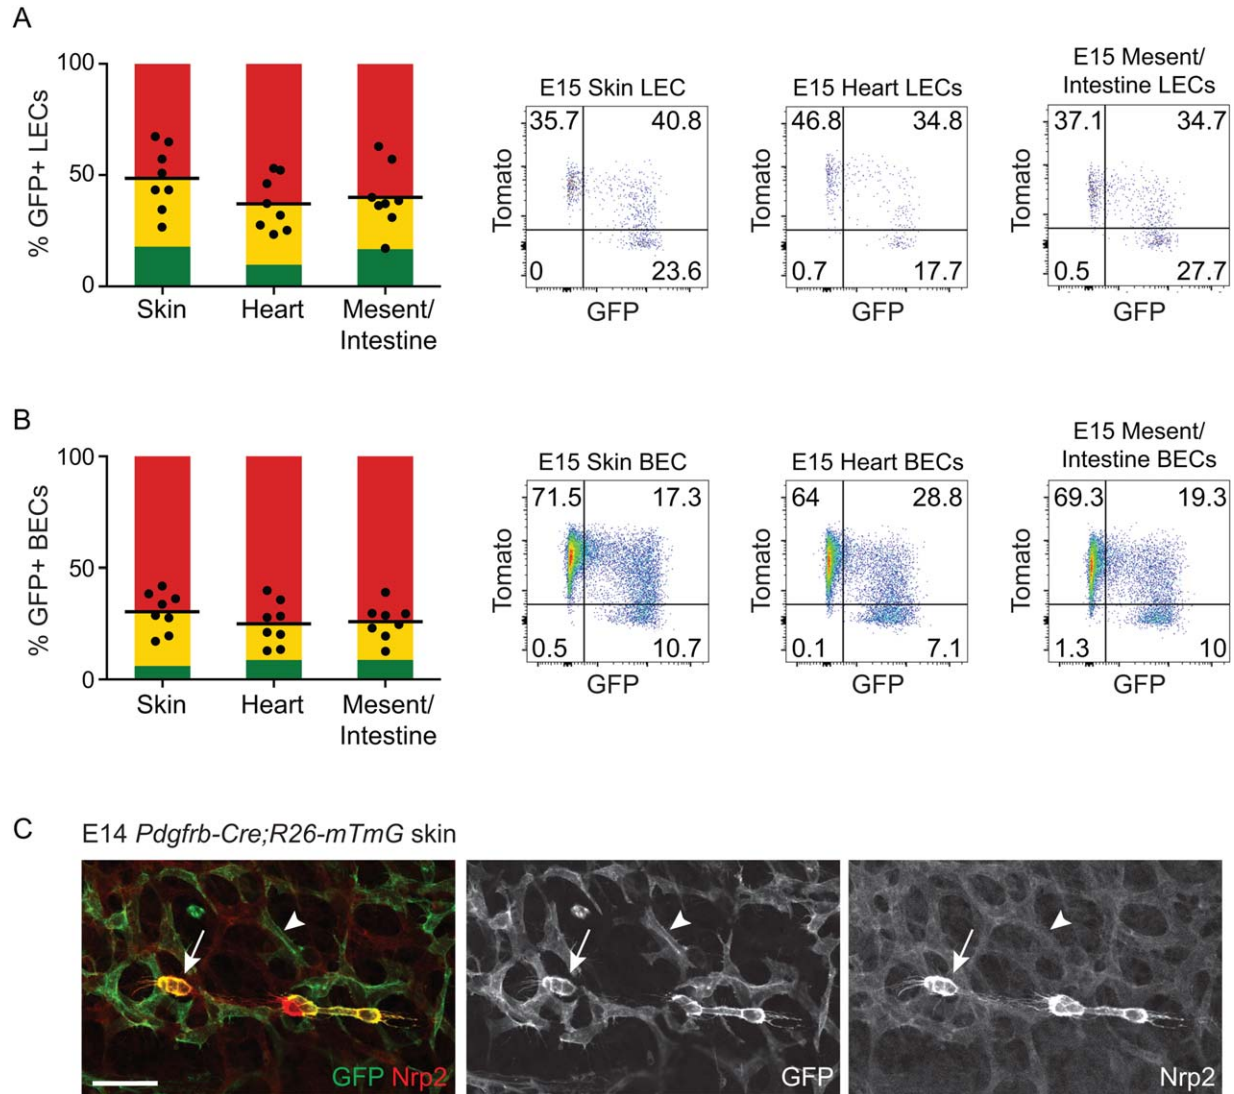 A
% GFP+ LECs
100
50
0
Skin
Heart
Mesent/
Intestine
E15 Skin LEC
35.7 40.8
0 23.6
Tomato
GFP
E15 Heart LECs
46.8 34.8
0.7 17.7
Tomato
GFP
E15 Mesent/
Intestine LECs
37.1 34.7
0.5 27.7
Tomato
GFP
B
% GFP+ BECs
100
50
0
Skin
Heart
Mesent/
Intestine
E15 Skin BEC
71.5 17.3
0.5 10.7
Tomato
GFP
E15 Heart BECs
64 28.8
0.1 7.1
Tomato
GFP
E15 Mesent/
Intestine BECs
69.3 19.3
1.3 10
Tomato
GFP
C
E14 Pdgfrb-Cre;R26-mTmG skin
GFP Nrp2
GFP
Nrp2